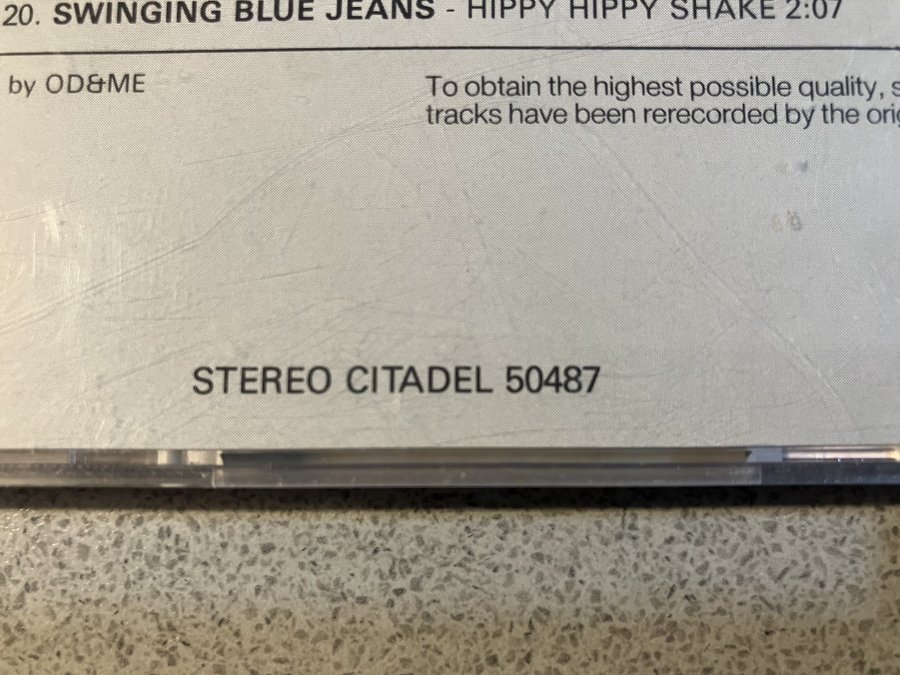 20. SWINGING BLUE JEANS - HIPPY HIPPY SHAKE 2:07
by OD&ME
To obtain the highest possible quality, s
tracks have been rerecorded by the orig
STEREO CITADEL 50487